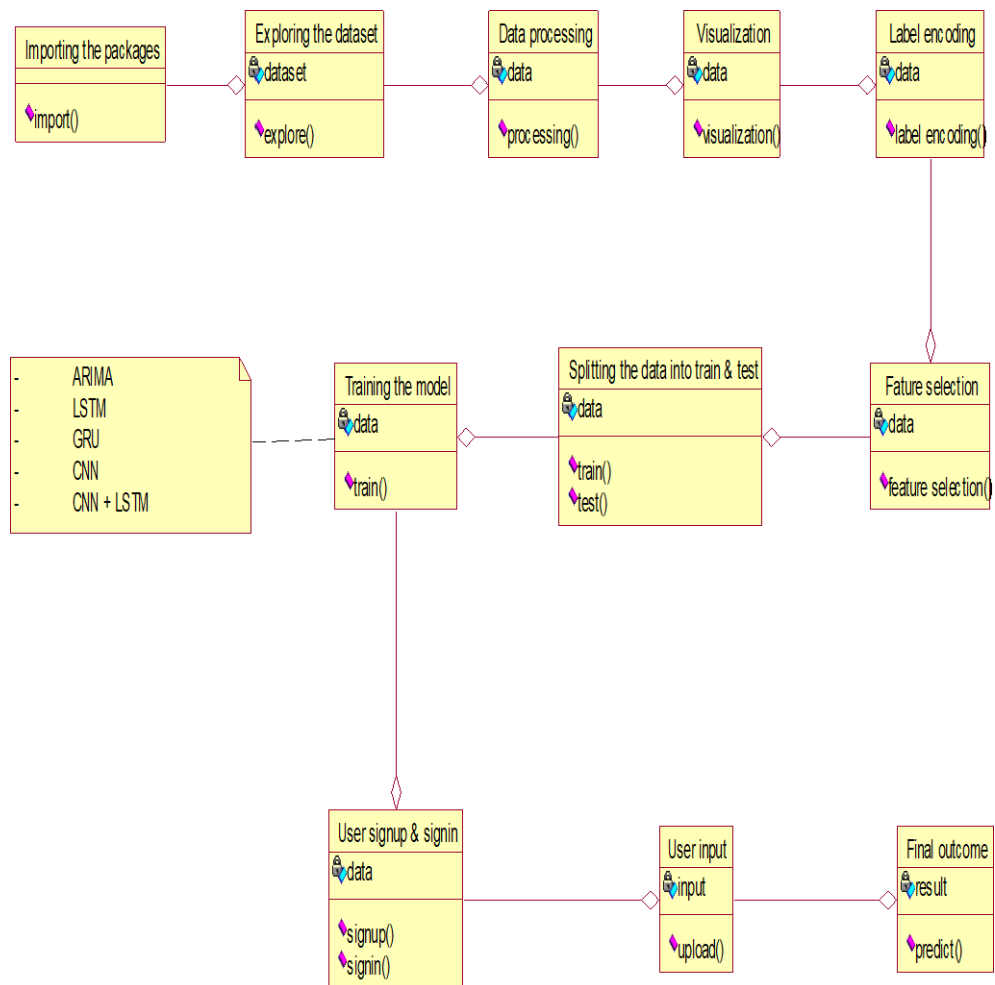 Importing the packages
import()
Exploring the dataset
dataset
explore()
Data processing
data
processing()
Visualization
data
visualization()
Label encoding
data
label encoding()
- ARIMA
- LSTM
- GRU
- CNN
- CNN + LSTM
Training the model
data
train()
Splitting the data into train & test
data
train()
test()
Fature selection
data
feature selection()
User signup & signin
data
signup()
signin()
User input
input
upload()
Final outcome
result
predict()